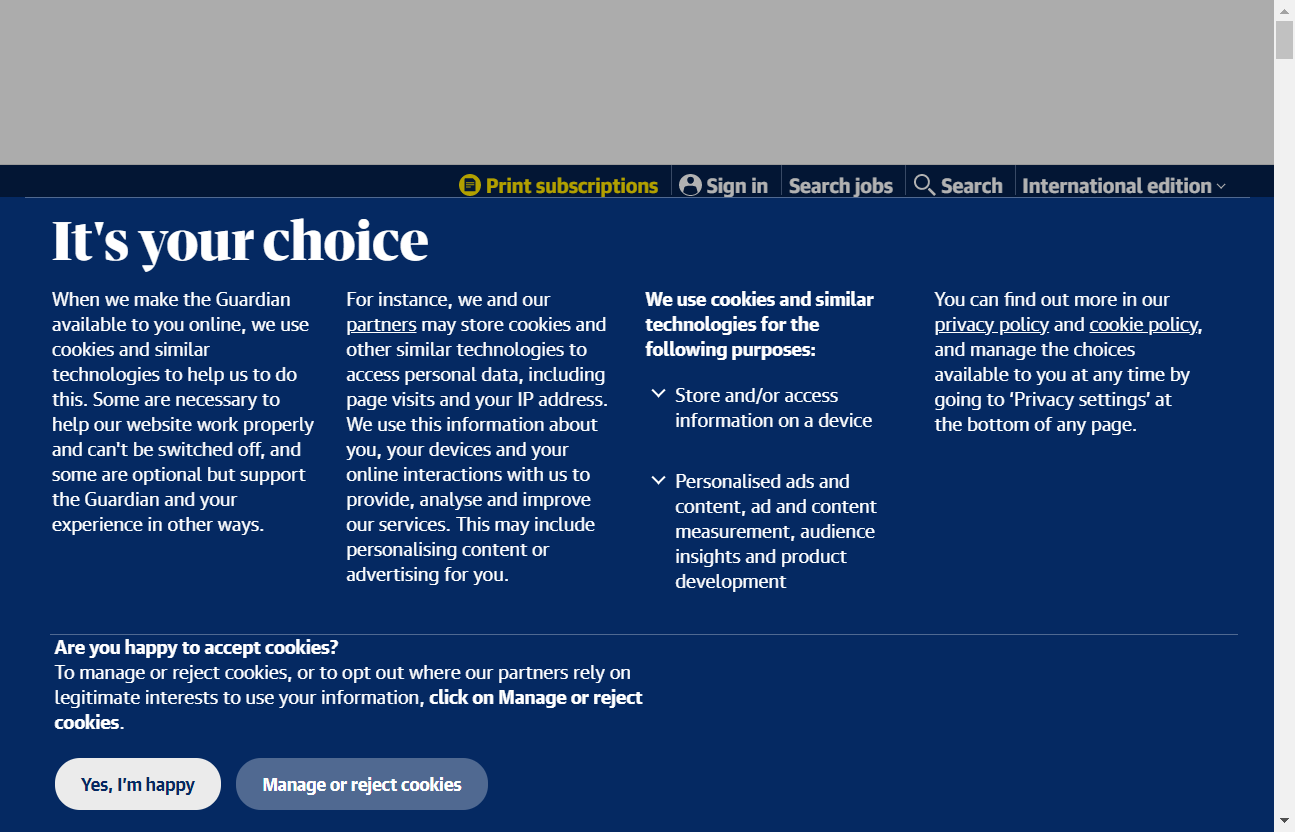 Print subscriptions
Sign in
Search jobs
Search
International edition
It's your choice
When we make the Guardian
available to you online, we use
cookies and similar
technologies to help us to do
this. Some are necessary to
help our website work properly
and can't be switched off, and
some are optional but support
the Guardian and your
experience in other ways.
For instance, we and our
partners may store cookies and
other similar technologies to
access personal data, including
page visits and your IP address.
We use this information about
you, your devices and your
online interactions with us to
provide, analyse and improve
our services. This may include
personalising content or
advertising for you.
We use cookies and similar
technologies for the
following purposes:
Store and/or access
information on a device
Personalised ads and
content, ad and content
measurement, audience
insights and product
development
You can find out more in our
privacy policy and cookie policy,
and manage the choices
available to you at any time by
going to ‘Privacy settings’ at
the bottom of any page.
Are you happy to accept cookies?
To manage or reject cookies, or to opt out where our partners rely on
legitimate interests to use your information, click on Manage or reject
cookies.
Yes, I’m happy
Manage or reject cookies